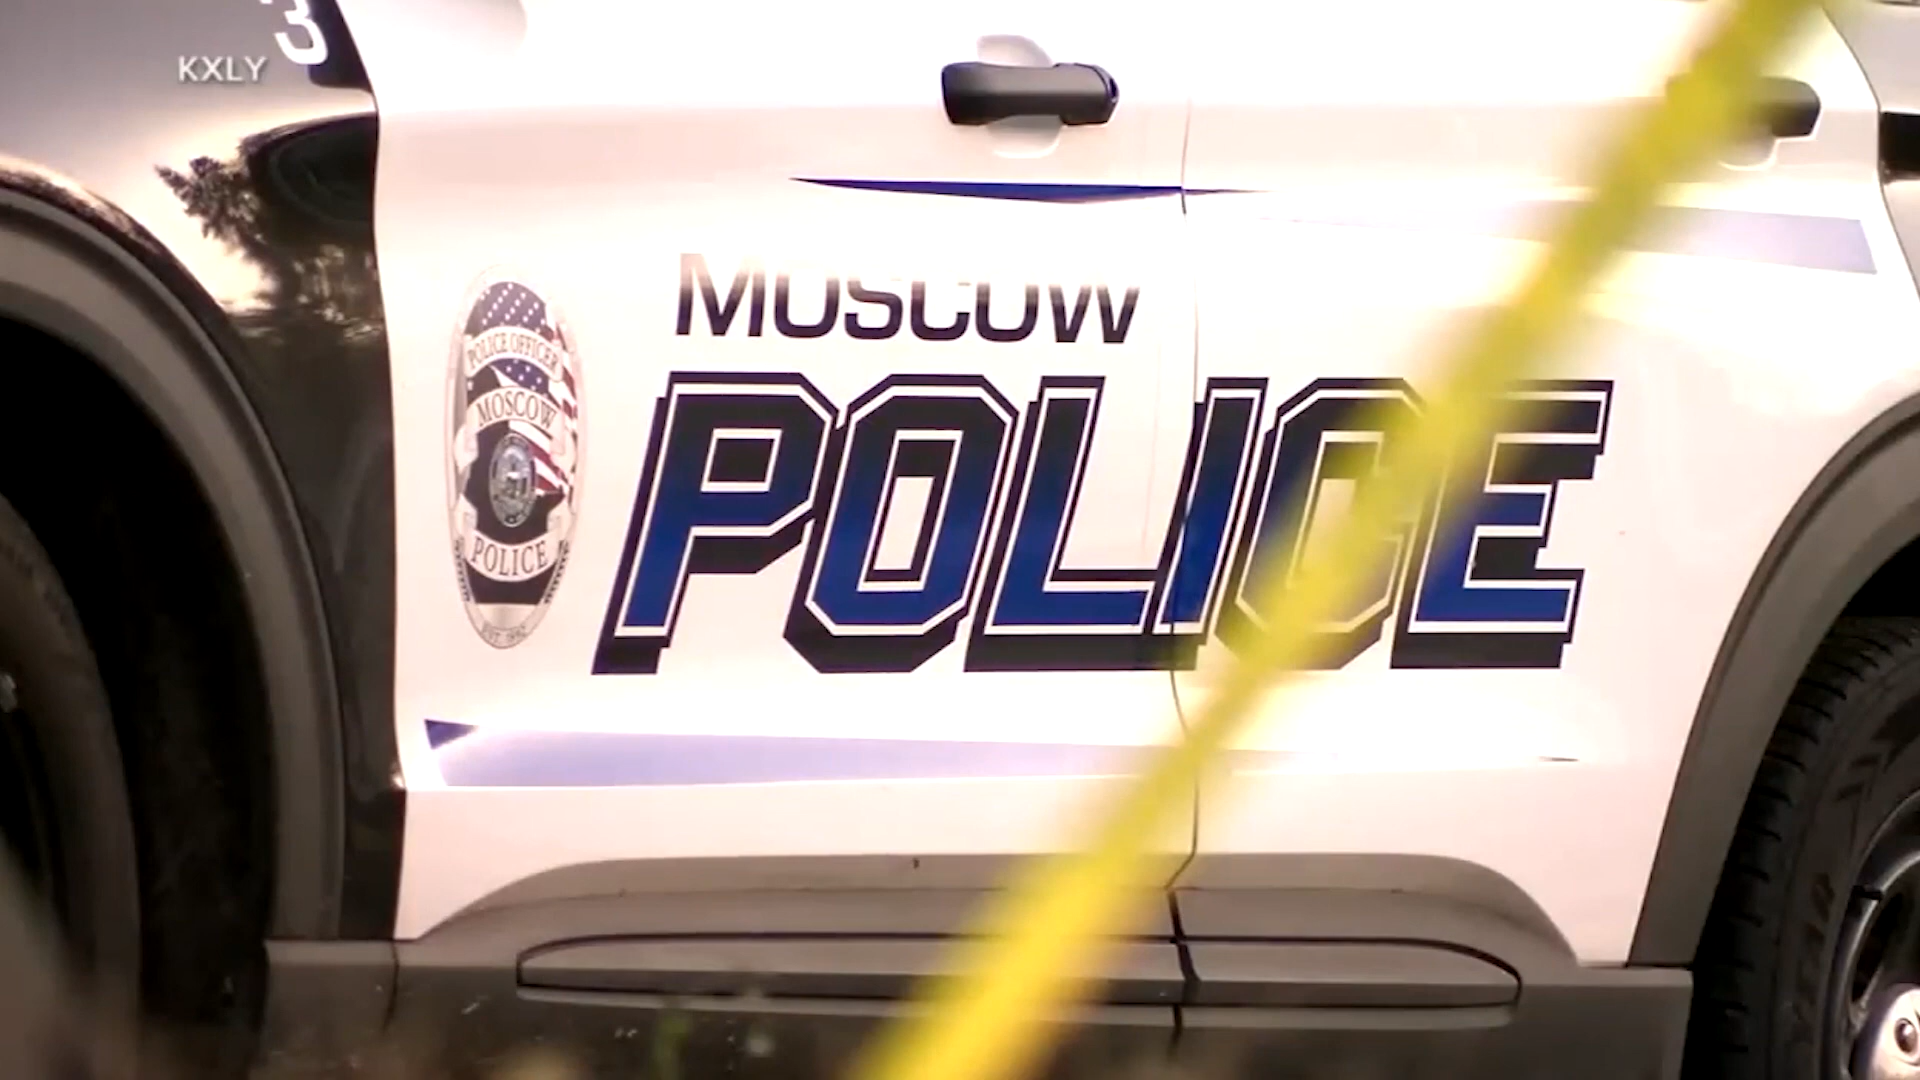 3
KXLY
MOSCOW
POLICE
POLICE OFFICER
MOSCOW
POLICE